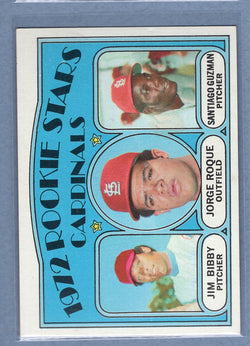 1972 ROOKIE STARS
CARDINALS
JIM BIBBY
PITCHER
JORGE ROQUE
OUTFIELD
SANTIAGO GUZMAN
PITCHER